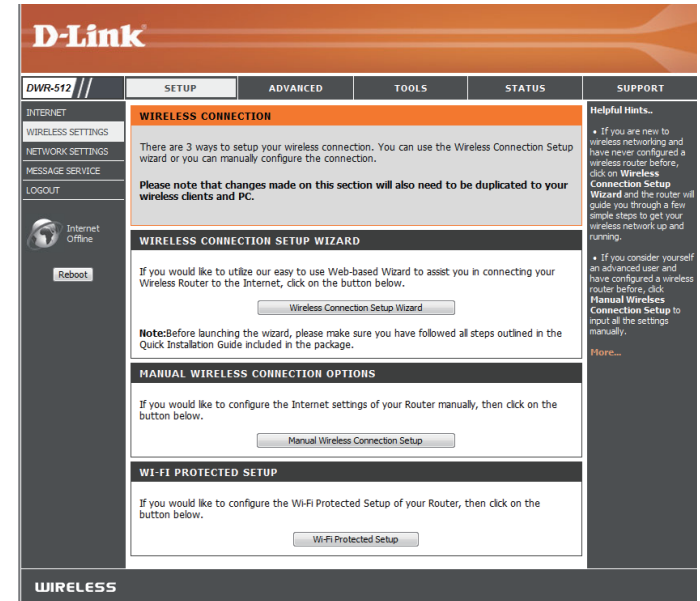 D-Link
DWR-512
SETUP
ADVANCED
TOOLS
STATUS
SUPPORT
INTERNET
WIRELESS SETTINGS
NETWORK SETTINGS
MESSAGE SERVICE
LOGOUT
Internet
Offline
Reboot
WIRELESS CONNECTION
There are 3 ways to setup your wireless connection. You can use the Wireless Connection Setup
wizard or you can manually configure the connection.
Please note that changes made on this section will also need to be duplicated to your
wireless clients and PC.
WIRELESS CONNECTION SETUP WIZARD
If you would like to utilize our easy to use Web-based Wizard to assist you in connecting your
Wireless Router to the Internet, click on the button below.
Wireless Connection Setup Wizard
Note:Before launching the wizard, please make sure you have followed all steps outlined in the
Quick Installation Guide included in the package.
MANUAL WIRELESS CONNECTION OPTIONS
If you would like to configure the Internet settings of your Router manually, then click on the
button below.
Manual Wireless Connection Setup
WI-FI PROTECTED SETUP
If you would like to configure the Wi-Fi Protected Setup of your Router, then click on the
button below.
Wi-Fi Protected Setup
Helpful Hints..
• If you are new to
wireless networking and
have never configured a
wireless router before,
click on Wireless
Connection Setup
Wizard and the router will
guide you through a few
simple steps to get your
wireless network up and
running.
• If you consider yourself
an advanced user and
have configured a wireless
router before, click
Manual Wirelses
Connection Setup to
input all the settings
manually.
More...
WIRELESS